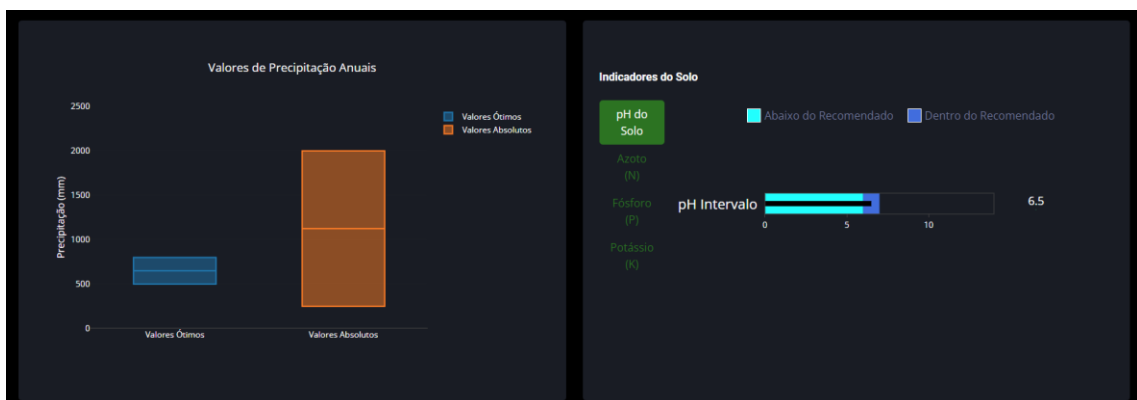 Valores de Precipitação Anuais
2500
2000
1500
1000
500
0
Precipitação (mm)
Valores Ótimos
Valores Absolutos
Valores Ótimos
Valores Absolutos
Indicadores do Solo
pH do
Solo
Azoto
(N)
Fósforo
(P)
Potássio
(K)
Abaixo do Recomendado
Dentro do Recomendado
pH Intervalo
0
5
10
6.5